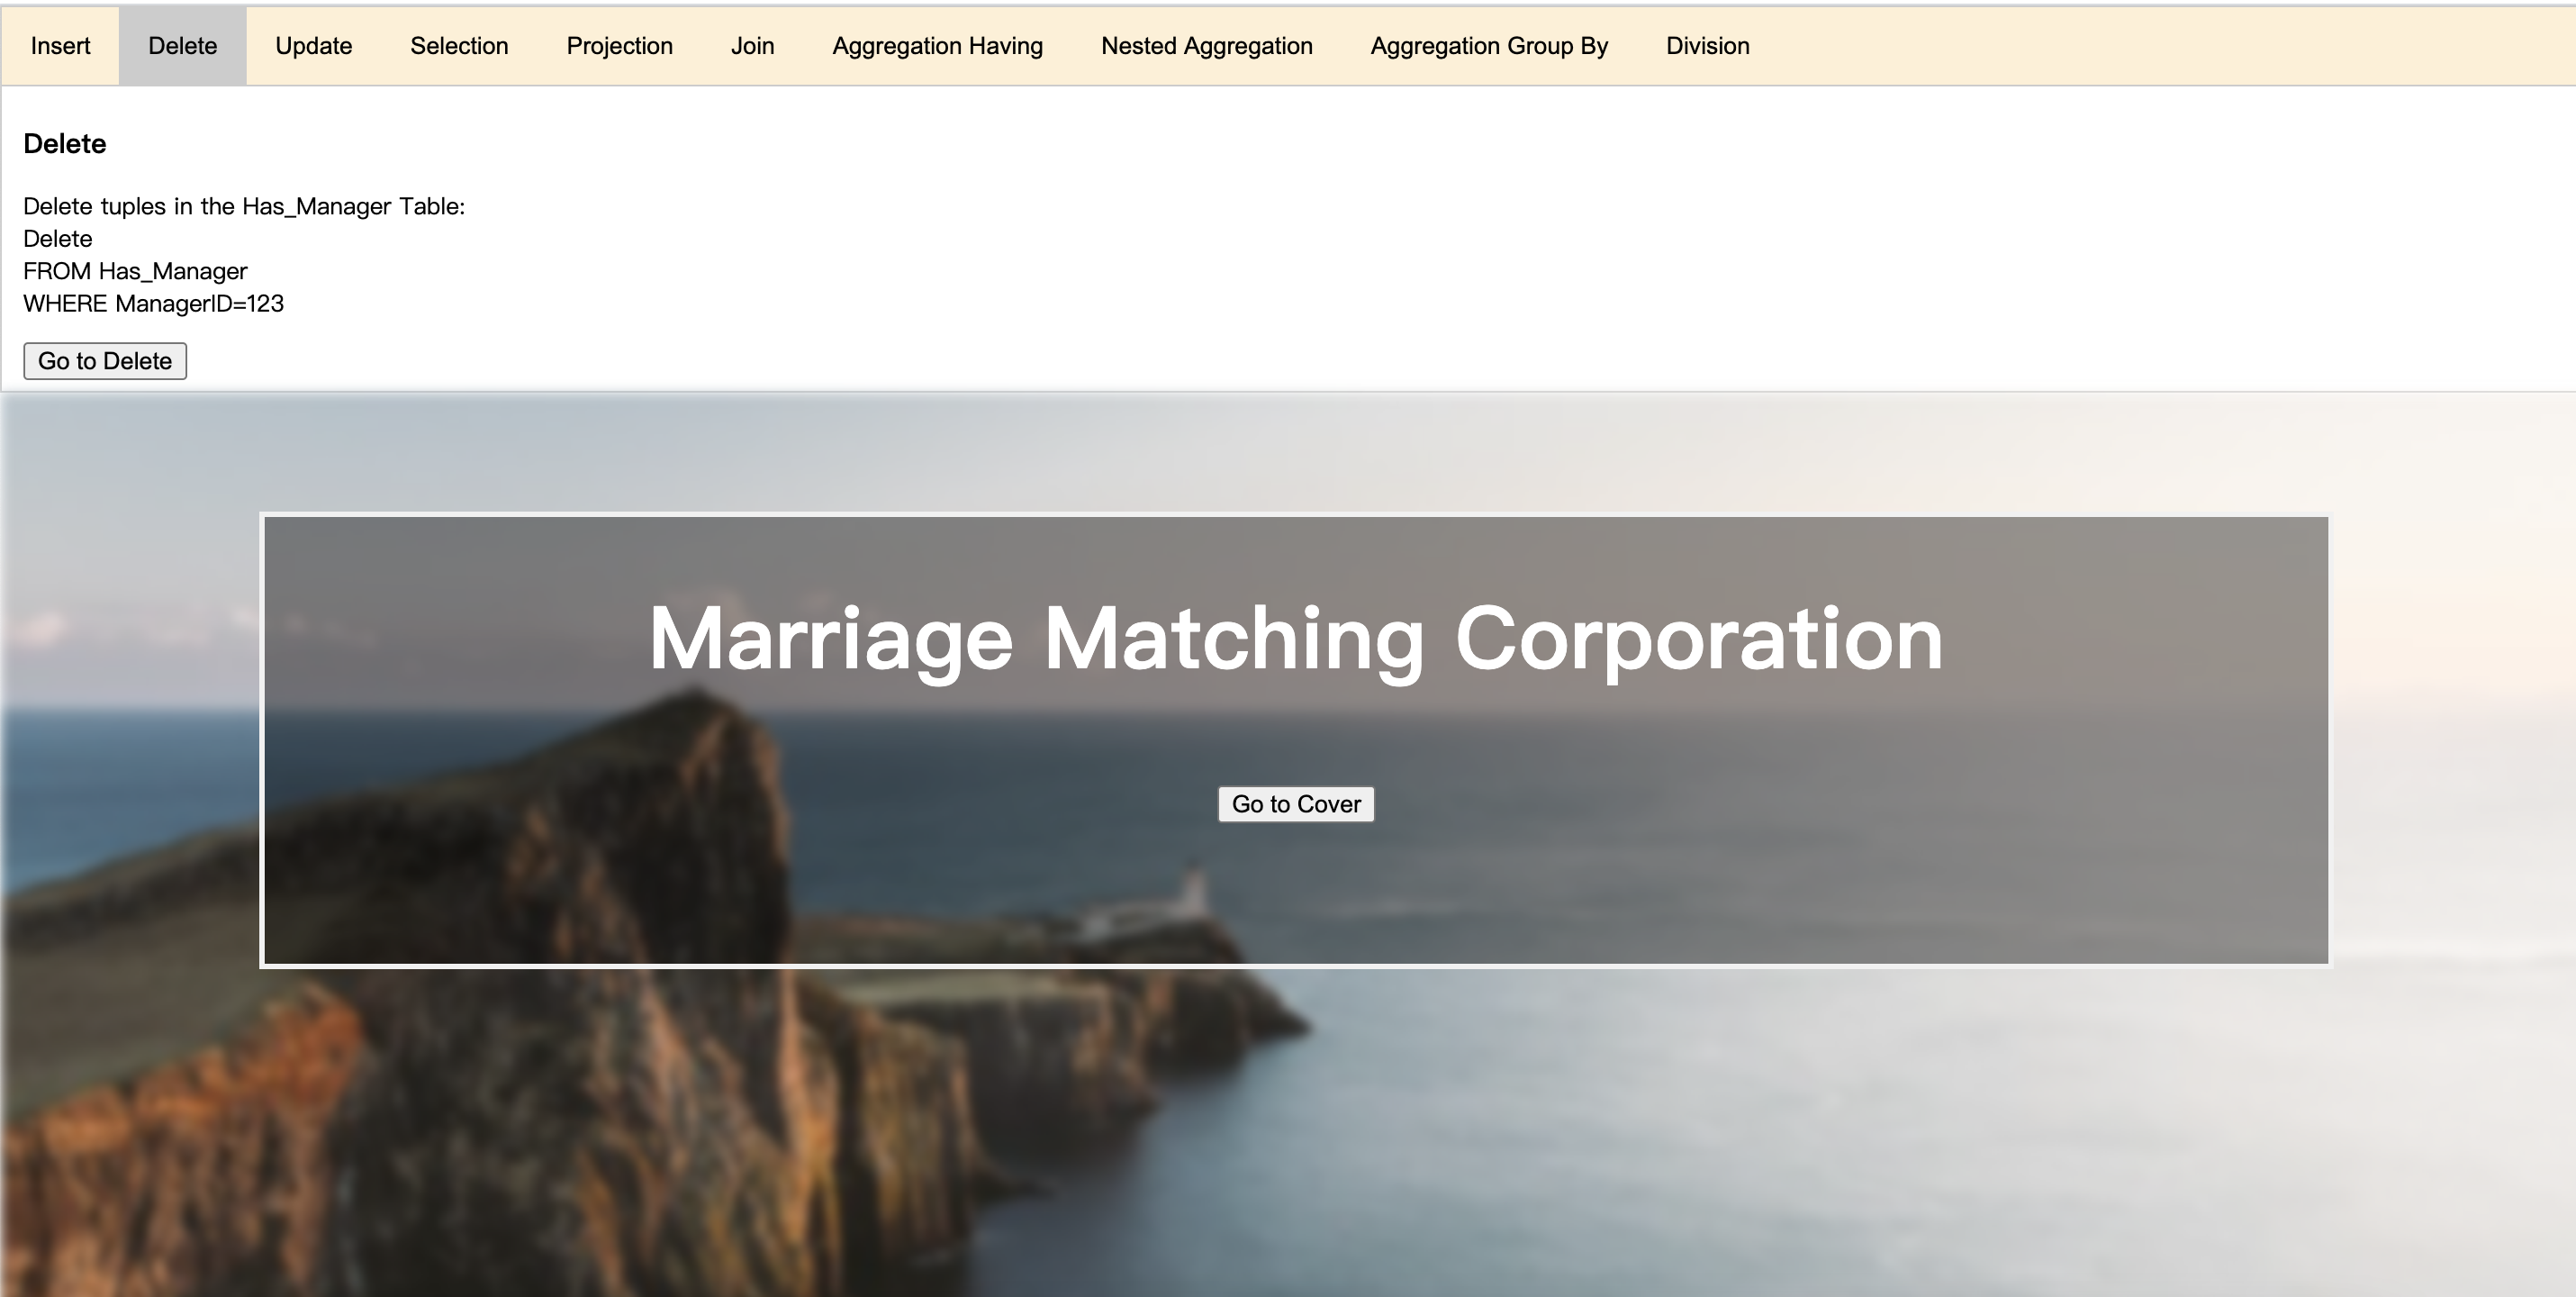 Insert Delete Update Selection Projection Join Aggregation Having Nested Aggregation Aggregation Group By Division
Delete
Delete tuples in the Has_Manager Table:
Delete
FROM Has_Manager
WHERE ManagerID=123
Go to Delete
Marriage Matching Corporation
Go to Cover